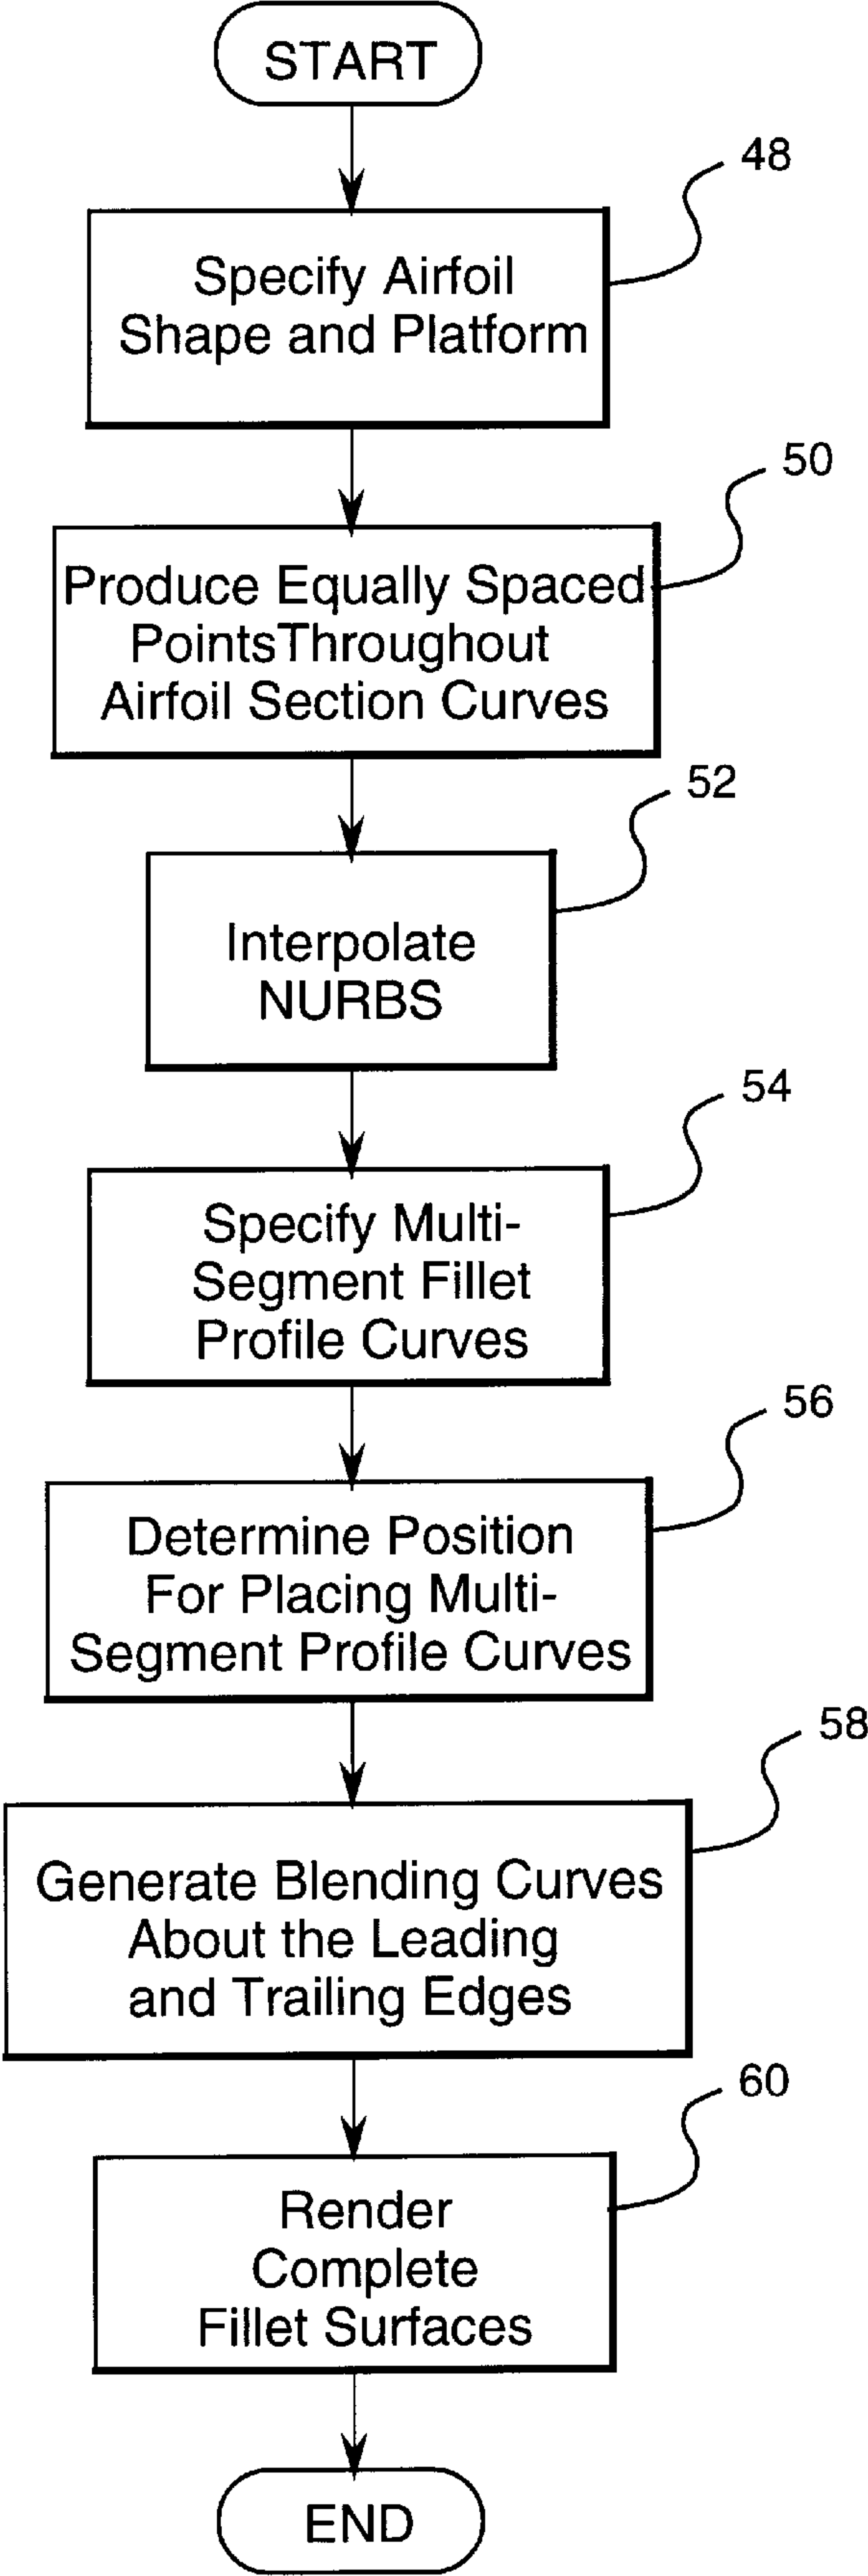 START
48
Specify Airfoil
Shape and Platform
50
Produce Equally Spaced
PointsThroughout
Airfoil Section Curves
52
Interpolate
NURBS
54
Specify Multi-
Segment Fillet
Profile Curves
56
Determine Position
For Placing Multi-
Segment Profile Curves
58
Generate Blending Curves
About the Leading
and Trailing Edges
60
Render
Complete
Fillet Surfaces
END